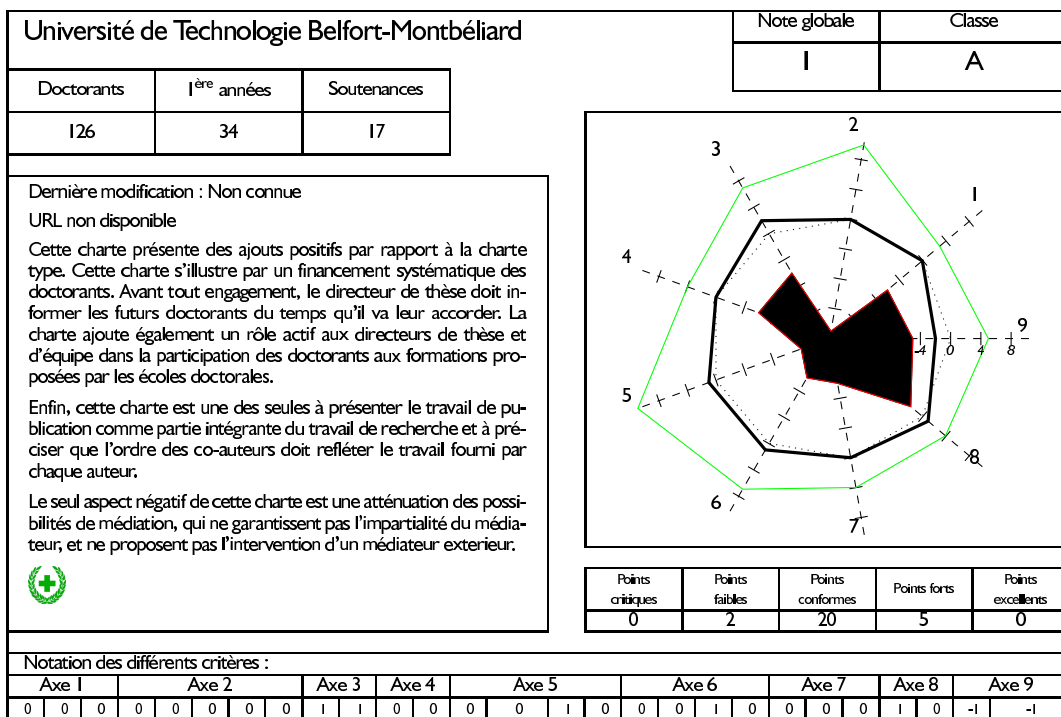 Université de Technologie Belfort-Montbéliard
Note globale Classe
1 A
Doctorants 1ère années Soutenances
126 34 17
Dernière modification : Non connue
URL non disponible
Cette charte présente des ajouts positifs par rapport à la charte
type. Cette charte s'illustre par un financement systématique des
doctorants. Avant tout engagement, le directeur de thèse doit in-
former les futurs doctorants du temps qu'il va leur accorder. La
charte ajoute également un rôle actif aux directeurs de thèse et
d'équipe dans la participation des doctorants aux formations pro-
posées par les écoles doctorales.
Enfin, cette charte est une des seules à présenter le travail de pu-
blication comme partie intégrante du travail de recherche et à pré-
ciser que l'ordre des co-auteurs doit refléter le travail fourni par
chaque auteur.
Le seul aspect négatif de cette charte est une atténuation des possi-
bilités de médiation, qui ne garantissent pas l'impartialité du média-
teur, et ne proposent pas l'intervention d'un médiateur exterieur.
2
3
1
4
9
-4 0 4 8
5
8
6
7
Points critiques Points faibles Points conformes Points forts Points excellents
0 2 20 5 0
Notation des différents critères :
Axe 1 Axe 2 Axe 3 Axe 4 Axe 5 Axe 6 Axe 7 Axe 8 Axe 9
0 0 0 0 0 0 0 0 1 1 0 0 0 0 1 0 0 0 1 0 0 0 0 1 0 -1 -1